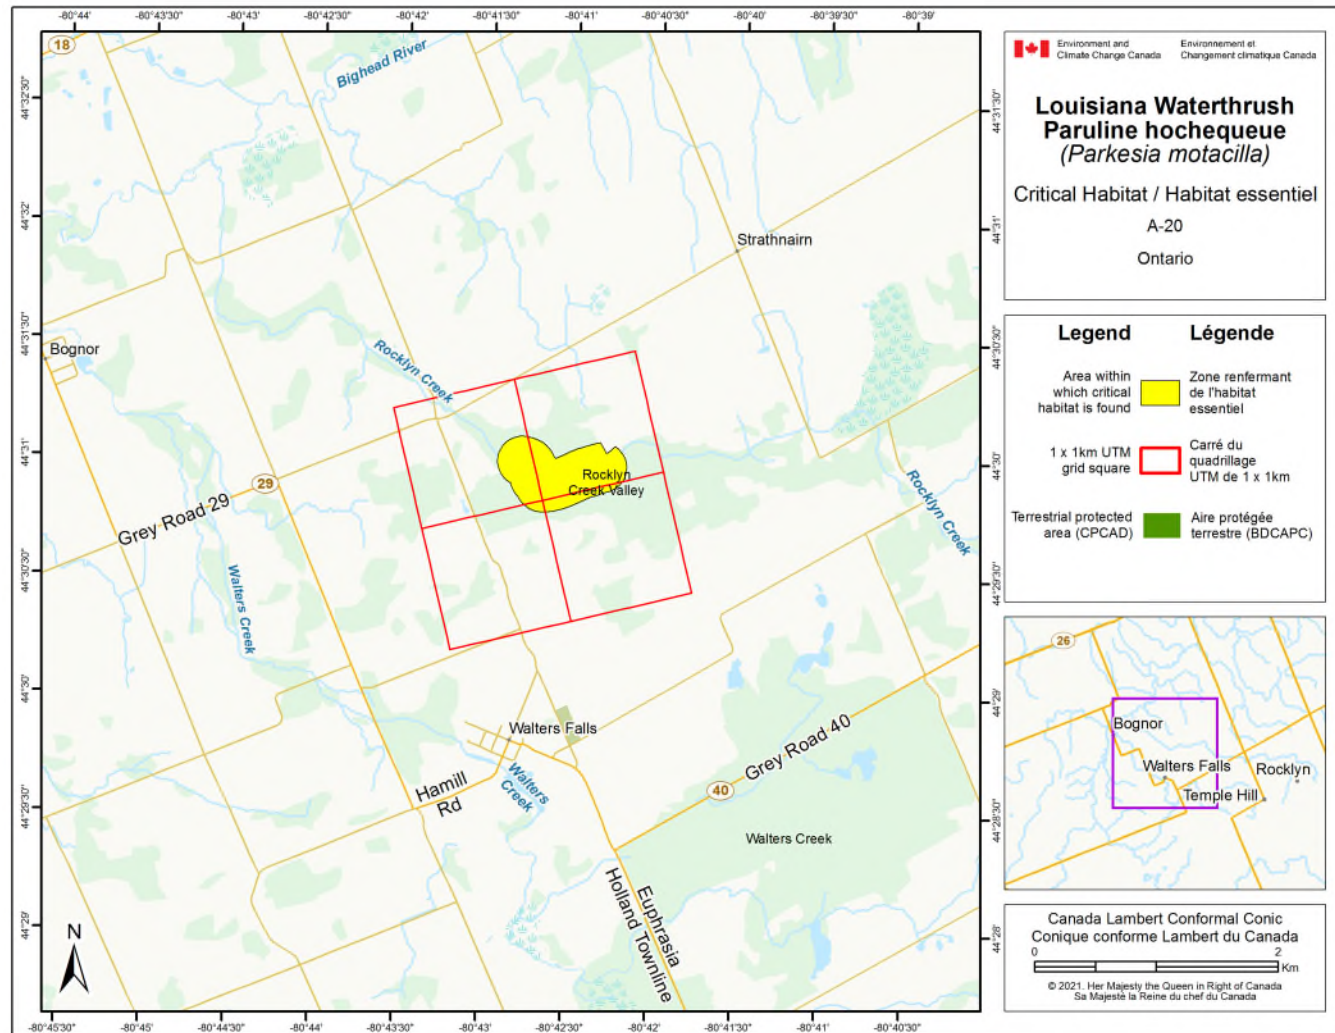 -80°44'
-80°43'30"
-80°43'
-80°42'30"
-80°42'
-80°41'30"
-80°41'
-80°40'30"
-80°40'
-80°39'30"
-80°39'
44°32'30"
44°32'
44°31'30"
44°31'
44°30'30"
44°30'
44°29'30"
44°29'
18
Bighead River
Strathnairn
Bognor
Rocklyn Creek
Rocklyn
Creek Valley
29
Grey Road 29
Rocklyn Creek
Walters Creek
Walters Falls
Hamill
Rd
Walters
Creek
Grey Road 40
40
Walters Creek
Euphrasia
Holland Townline
N
44°31'30"
44°31'
44°30'30"
44°30'
44°29'30"
44°29'
44°28'30"
44°28'
-80°45'30"
-80°45'
-80°44'30"
-80°44'
-80°43'30"
-80°43'
-80°42'30"
-80°42'
-80°41'30"
-80°41'
-80°40'30"
Environment and
Climate Change Canada
Environnement et
Changement climatique Canada
Louisiana Waterthrush
Paruline hochequeue
(Parkesia motacilla)
Critical Habitat / Habitat essentiel
A-20
Ontario
Legend
Légende
Area within
which critical
habitat is found
Zone renfermant
de l'habitat
essentiel
1 x 1km UTM
grid square
Carré du
quadrillage
UTM de 1 x 1km
Terrestrial protected
area (CPCAD)
Aire protégée
terrestre (BDCAPC)
26
Bognor
Walters Falls
Rocklyn
Temple Hill
Canada Lambert Conformal Conic
Conique conforme Lambert du Canada
0 2
Km
© 2021. Her Majesty the Queen in Right of Canada
Sa Majesté la Reine du chef du Canada